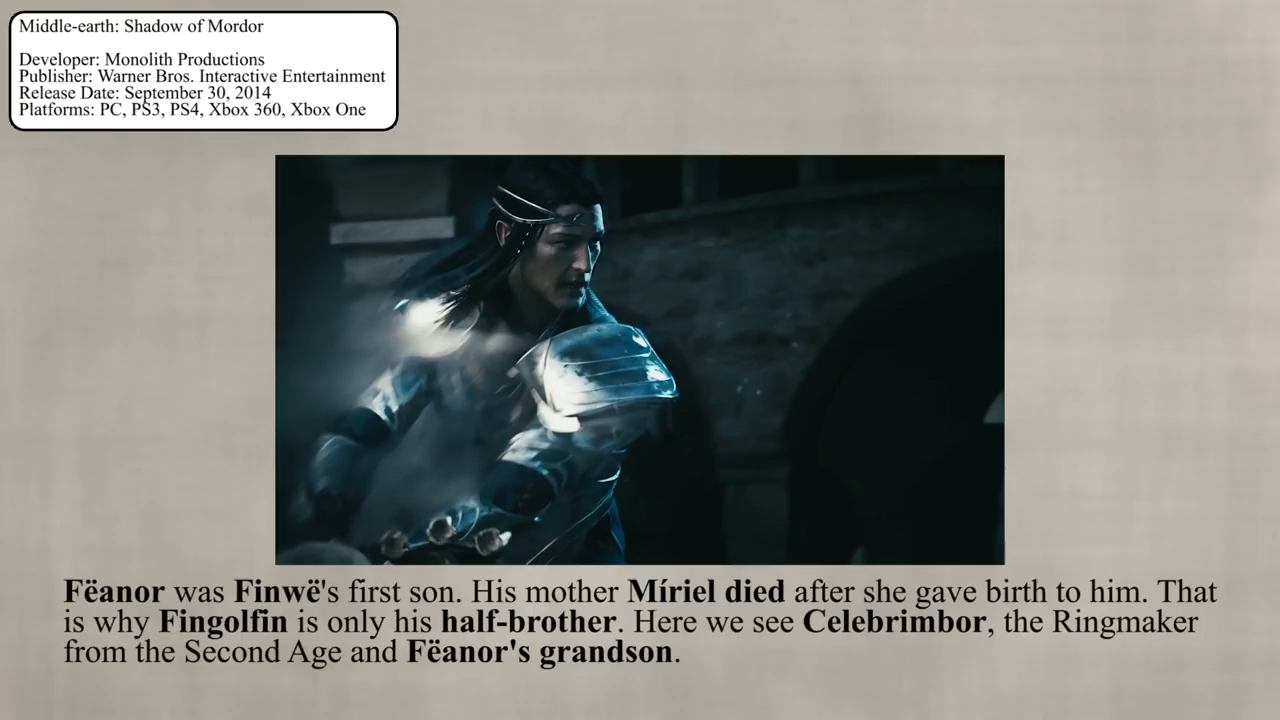 Middle-earth: Shadow of Mordor
Developer: Monolith Productions
Publisher: Warner Bros. Interactive Entertainment
Release Date: September 30, 2014
Platforms: PC, PS3, PS4, Xbox 360, Xbox One
Fëanor was Finwë's first son. His mother Míriel died after she gave birth to him. That
is why Fingolfin is only his half-brother. Here we see Celebrimbor, the Ringmaker
from the Second Age and Fëanor's grandson.